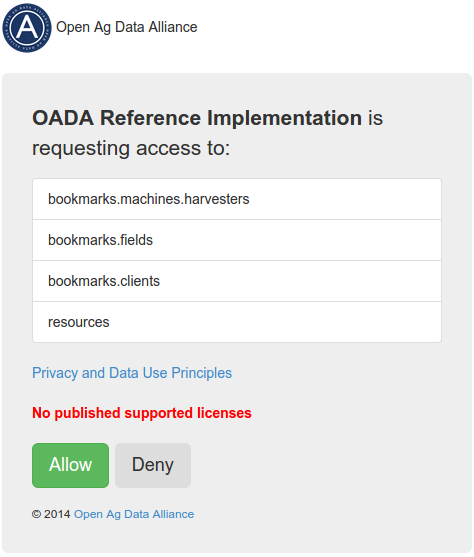 Open Ag Data Alliance
OADA Reference Implementation is
requesting access to:
bookmarks.machines.harvesters
bookmarks.fields
bookmarks.clients
resources
Privacy and Data Use Principles
No published supported licenses
Allow Deny
© 2014 Open Ag Data Alliance